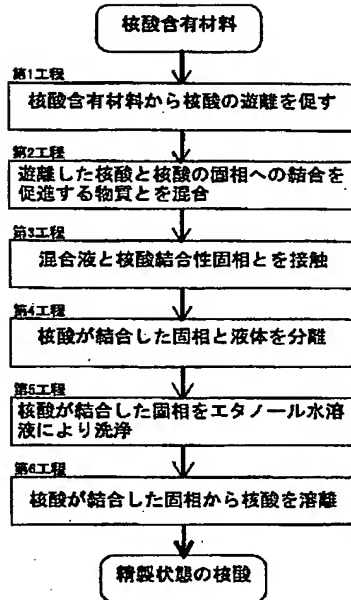 核酸含有材料
第1工程
核酸含有材料から核酸の遊離を促す
第2工程
遊離した核酸と核酸の固相への結合を
促進する物質とを混合
第3工程
混合液と核酸結合性固相とを接触
第4工程
核酸が結合した固相と液体を分離
第5工程
核酸が結合した固相をエタノール水溶
液により洗浄
第6工程
核酸が結合した固相から核酸を溶離
精製状態の核酸